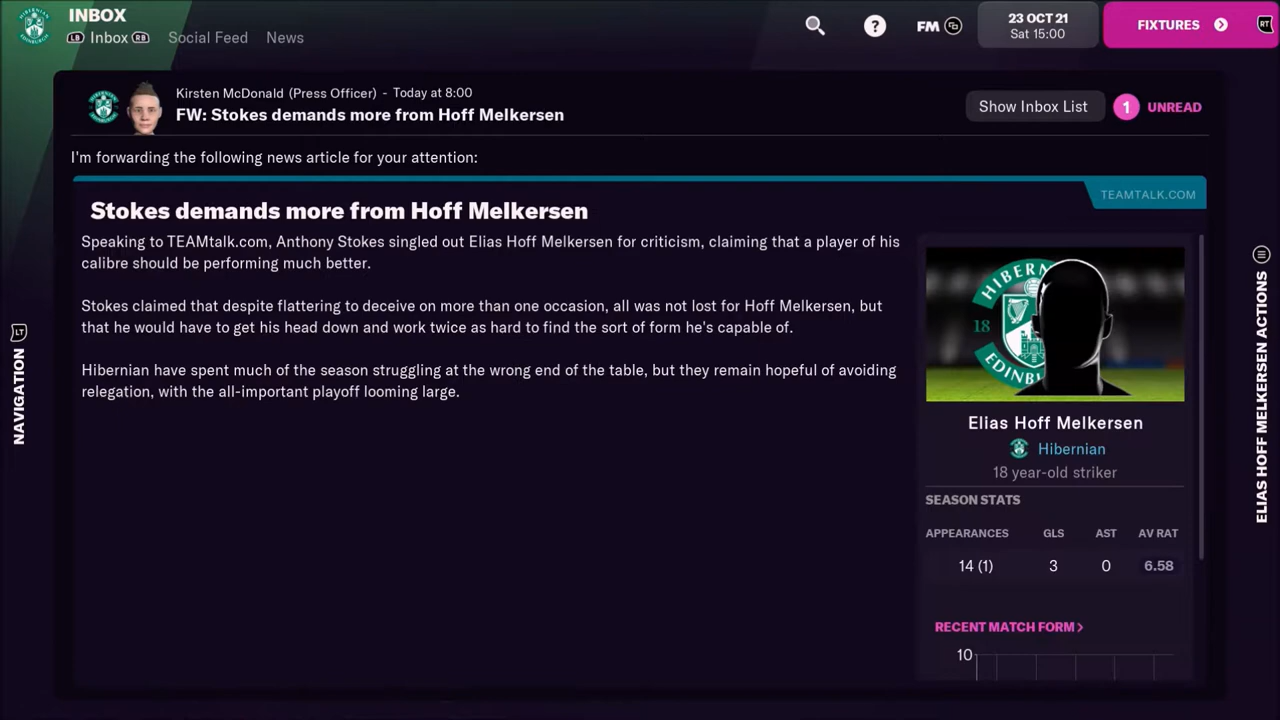 INBOX
LB Inbox RB Social Feed News
FM
23 OCT 21
Sat 15:00
FIXTURES
RT
Kirsten McDonald (Press Officer) - Today at 8:00
FW: Stokes demands more from Hoff Melkersen
Show Inbox List
1 UNREAD
I'm forwarding the following news article for your attention:
TEAMTALK.COM
Stokes demands more from Hoff Melkersen
Speaking to TEAMtalk.com, Anthony Stokes singled out Elias Hoff Melkersen for criticism, claiming that a player of his
calibre should be performing much better.
Stokes claimed that despite flattering to deceive on more than one occasion, all was not lost for Hoff Melkersen, but
that he would have to get his head down and work twice as hard to find the sort of form he's capable of.
Hibernian have spent much of the season struggling at the wrong end of the table, but they remain hopeful of avoiding
relegation, with the all-important playoff looming large.
HIBERN
18
EDINB
Elias Hoff Melkersen
Hibernian
18 year-old striker
SEASON STATS
APPEARANCES GLS AST AV RAT
14 (1) 3 0 6.58
RECENT MATCH FORM >
10
LT
NAVIGATION
ELIAS HOFF MELKERSEN ACTIONS